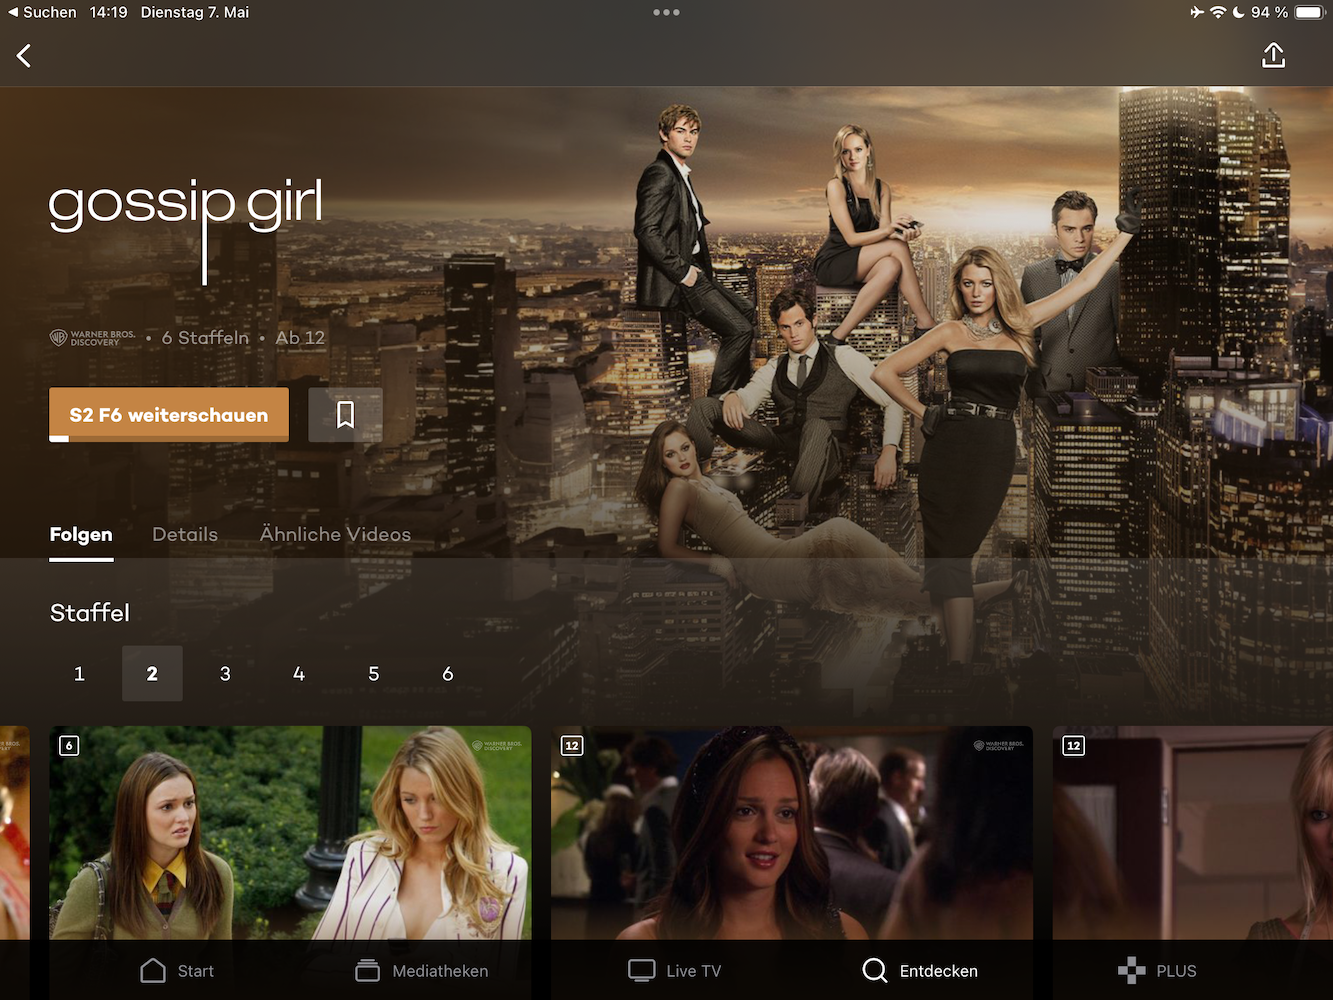 Suchen 14:19 Dienstag 7. Mai
94 %
gossip girl
WARNER BROS. DISCOVERY • 6 Staffeln • Ab 12
S2 F6 weiterschauen
Folgen Details Ähnliche Videos
Staffel
1 2 3 4 5 6
6 WARNER BROS. DISCOVERY 12 WARNER BROS. DISCOVERY 12
Start Mediatheken Live TV Entdecken PLUS